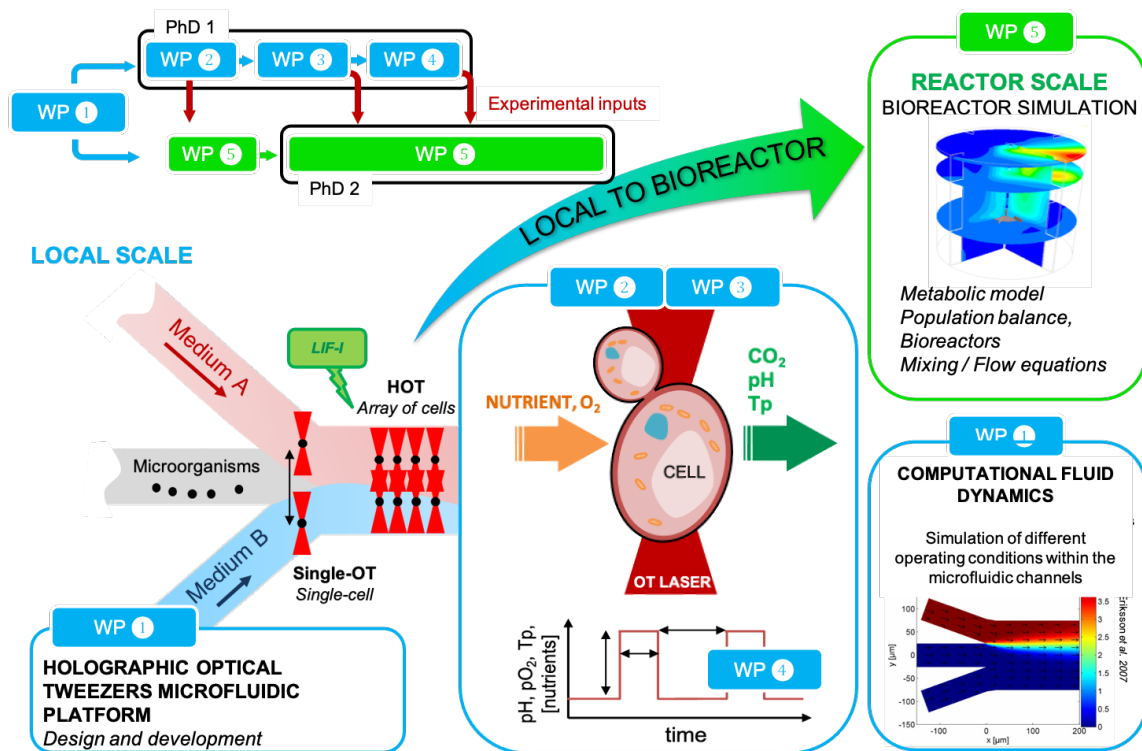 PhD 1
WP 2
WP 3
WP 4
WP 1
Experimental inputs
WP 5
WP 5
PhD 2
LOCAL TO BIOREACTOR
WP 5
REACTOR SCALE
BIOREACTOR SIMULATION
Metabolic model
Population balance,
Bioreactors
Mixing / Flow equations
LOCAL SCALE
Medium A
LIF-I
HOT
Array of cells
Microorganisms
Medium B
Single-OT
Single-cell
WP 1
HOLOGRAPHIC OPTICAL
TWEEZERS MICROFLUIDIC
PLATFORM
Design and development
WP 2
WP 3
NUTRIENT, O₂
CO₂
pH
Tp
CELL
OT LASER
pH, pO₂, Tp,
[nutrients]
WP 4
time
WP 1
COMPUTATIONAL FLUID
DYNAMICS
Simulation of different
operating conditions within the
microfluidic channels
100
50
0
-50
-100
-150
y [µm]
-100
0
100
200
x [µm]
3.5
3
2.5
2
1.5
1
0.5
0
Eriksson et al. 2007